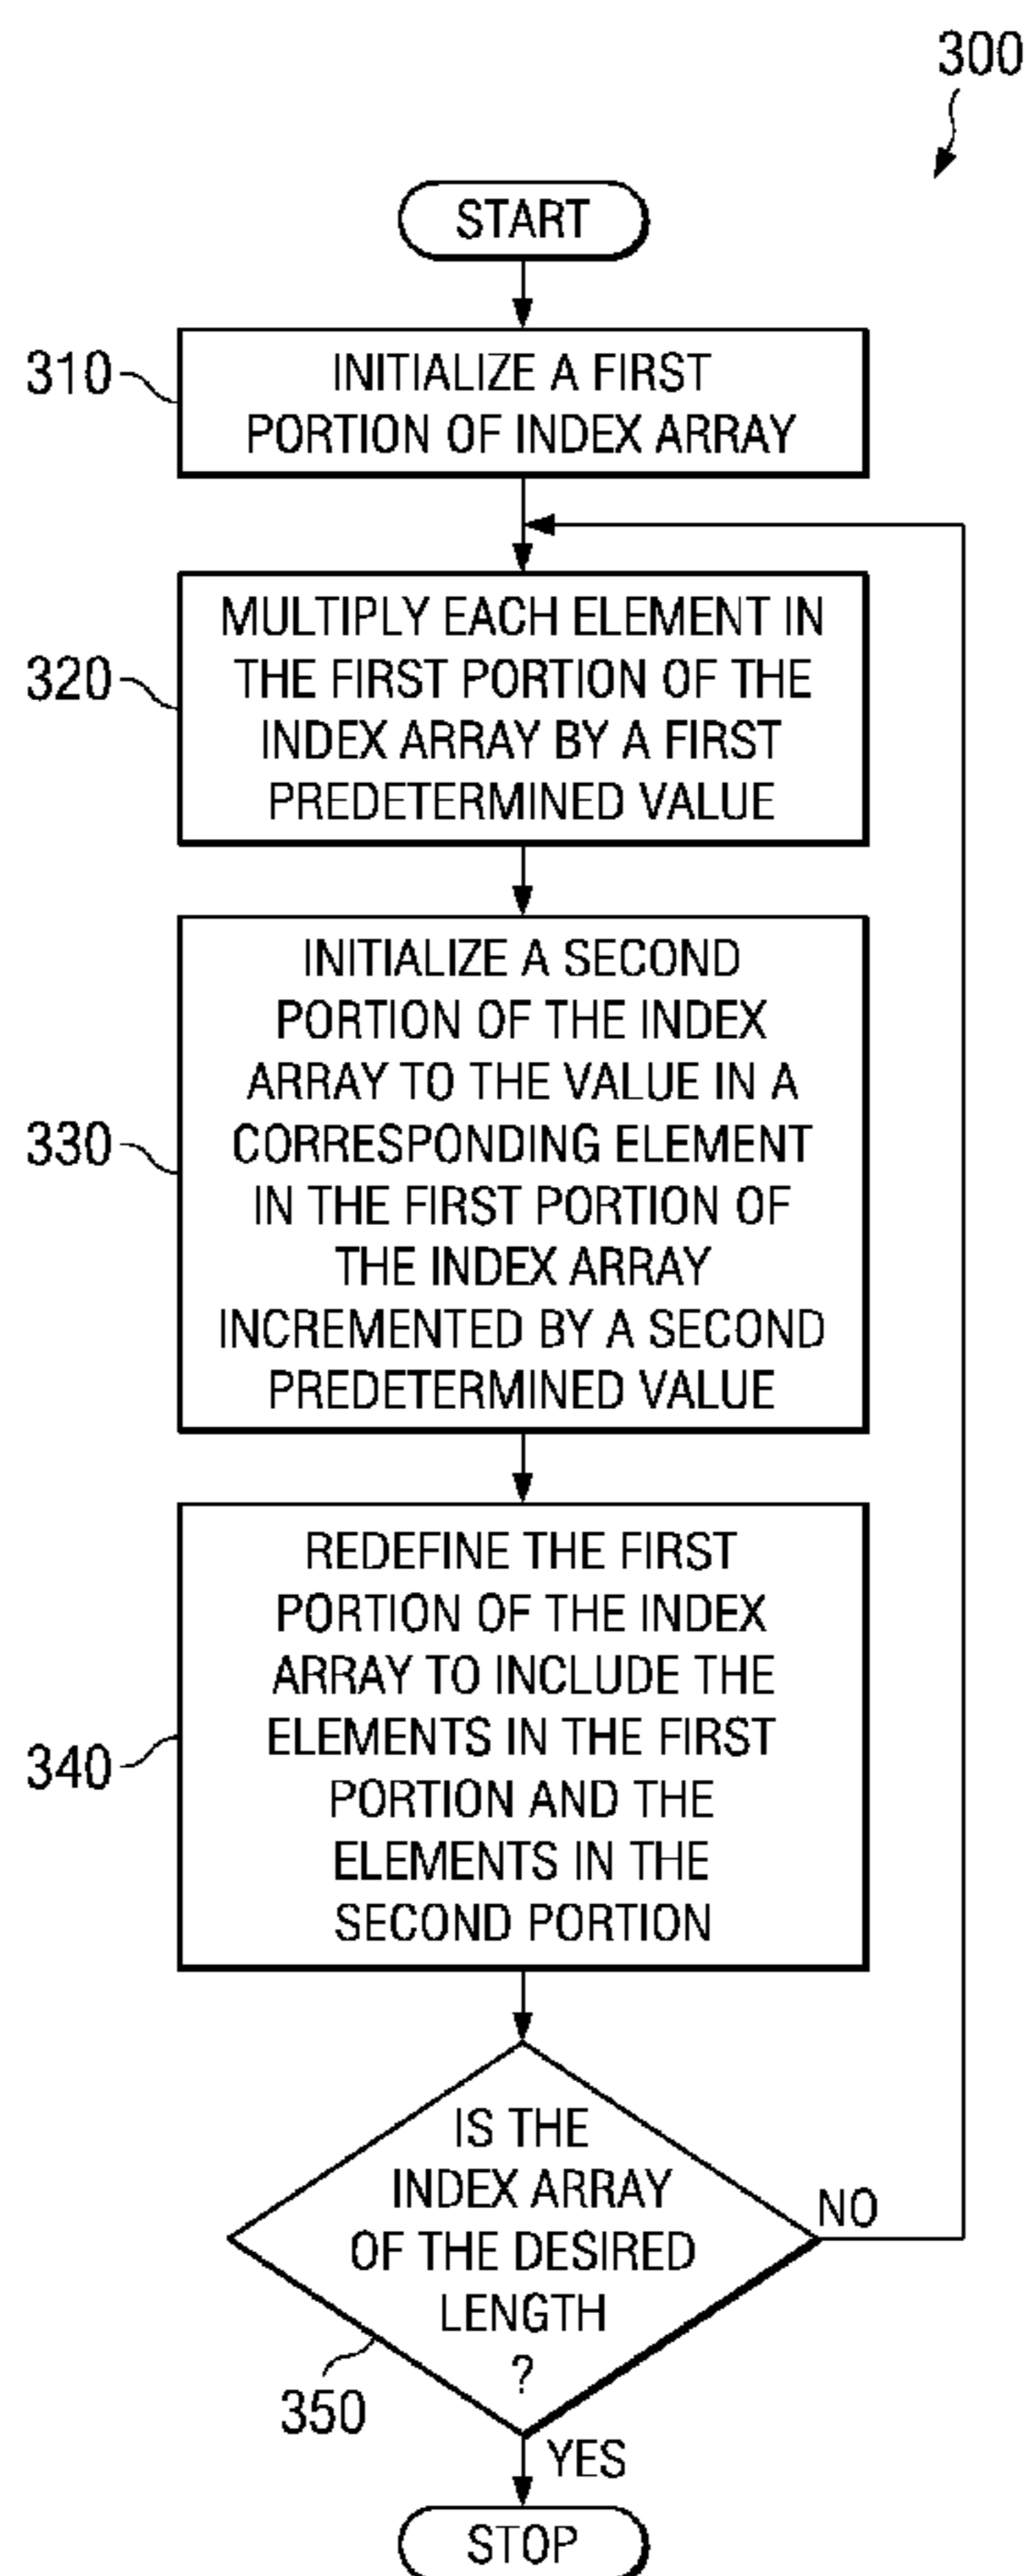 300
START
310
INITIALIZE A FIRST
PORTION OF INDEX ARRAY
320
MULTIPLY EACH ELEMENT IN
THE FIRST PORTION OF THE
INDEX ARRAY BY A FIRST
PREDETERMINED VALUE
330
INITIALIZE A SECOND
PORTION OF THE INDEX
ARRAY TO THE VALUE IN A
CORRESPONDING ELEMENT
IN THE FIRST PORTION OF
THE INDEX ARRAY
INCREMENTED BY A SECOND
PREDETERMINED VALUE
340
REDEFINE THE FIRST
PORTION OF THE INDEX
ARRAY TO INCLUDE THE
ELEMENTS IN THE FIRST
PORTION AND THE
ELEMENTS IN THE
SECOND PORTION
IS THE
INDEX ARRAY
OF THE DESIRED
LENGTH
?
NO
350
YES
STOP